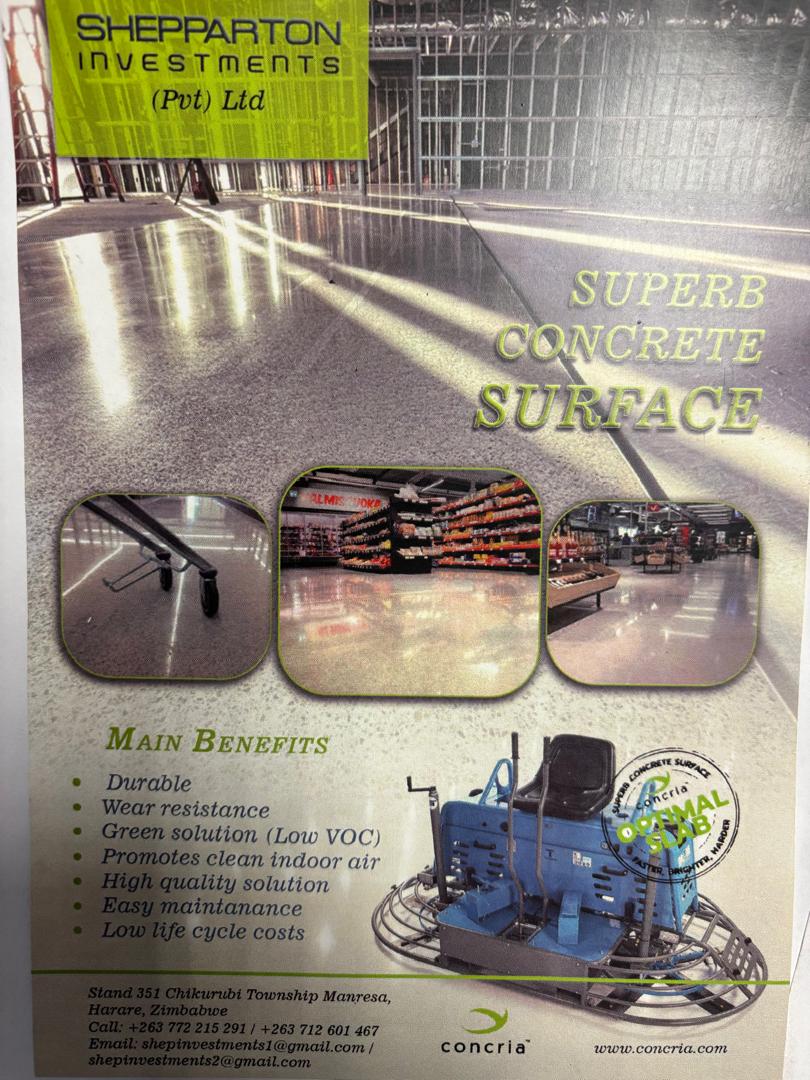 SHEPPARTON
INVESTMENTS
(Pvt) Ltd
SUPERB
CONCRETE
SURFACE
MAIN BENEFITS
• Durable
• Wear resistance
• Green solution (Low VOC)
• Promotes clean indoor air
• High quality solution
• Easy maintanance
• Low life cycle costs
SUPERB CONCRETE SURFACE
concria
OPTIMAL
SLAB
FASTER, BRIGHTER, HARDER
Stand 351 Chikurubi Township Manresa,
Harare, Zimbabwe
Call: +263 772 215 291 / +263 712 601 467
Email: shepinvestments1@gmail.com /
shepinvestments2@gmail.com
concria™
www.concria.com